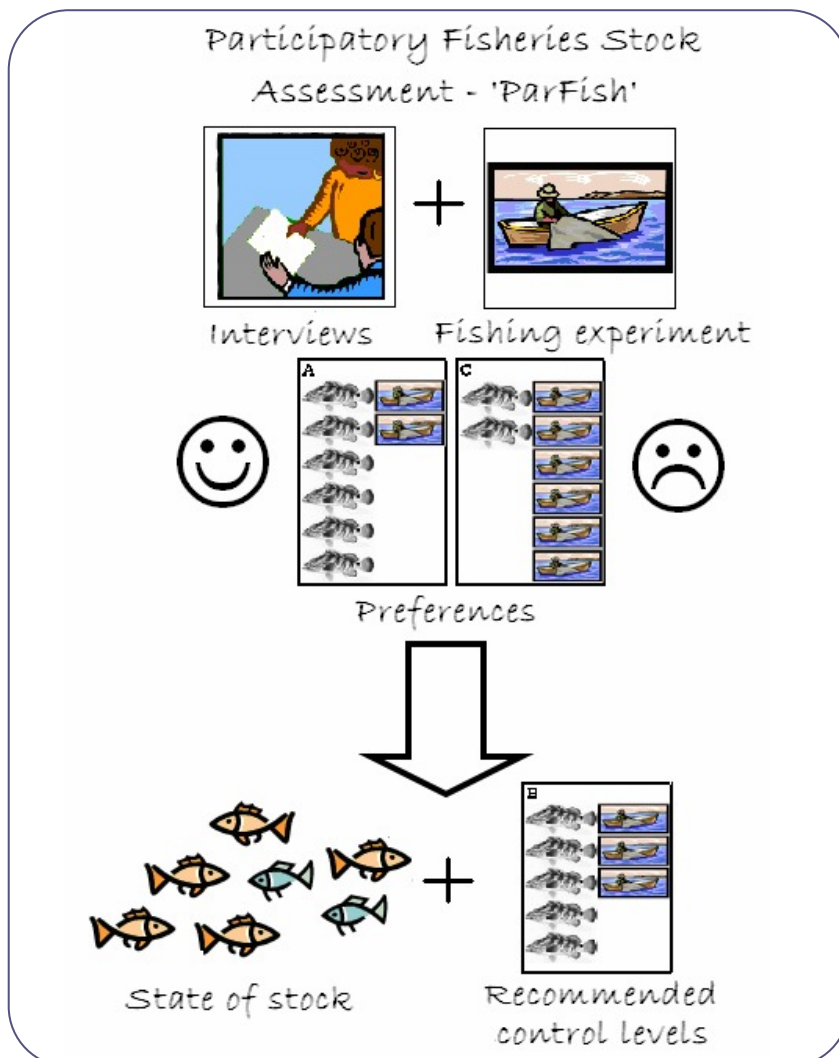 Participatory Fisheries Stock
Assessment - 'ParFish'
Interviews
Fishing experiment
A
C
Preferences
B
State of stock
Recommended
control levels